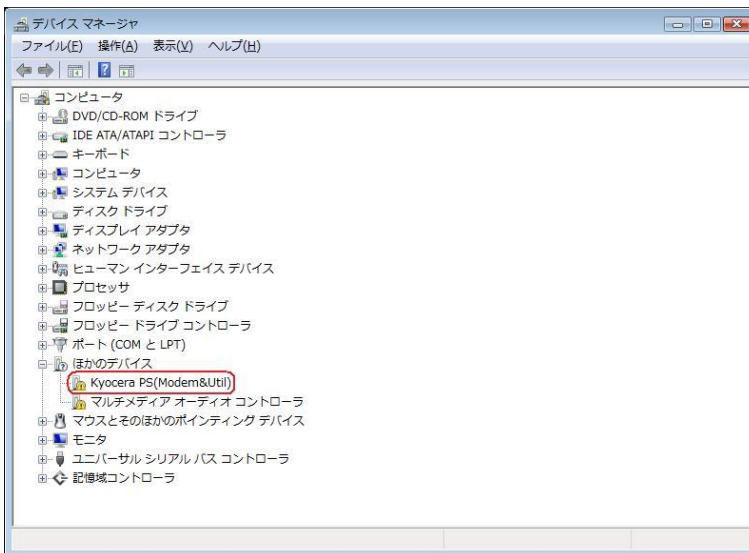 デバイス マネージャ
ファイル(F) 操作(A) 表示(V) ヘルプ(H)
コンピュータ
DVD/CD-ROM ドライブ
IDE ATA/ATAPI コントローラ
キーボード
コンピュータ
システム デバイス
ディスク ドライブ
ディスプレイ アダプタ
ネットワーク アダプタ
ヒューマン インターフェイス デバイス
プロセッサ
フロッピー ディスク ドライブ
フロッピー ドライブ コントローラ
ポート (COM と LPT)
ほかのデバイス
Kyocera PS(Modem&Util)
マルチメディア オーディオ コントローラ
マウスとそのほかのポインティング デバイス
モニタ
ユニバーサル シリアル バス コントローラ
記憶域コントローラ